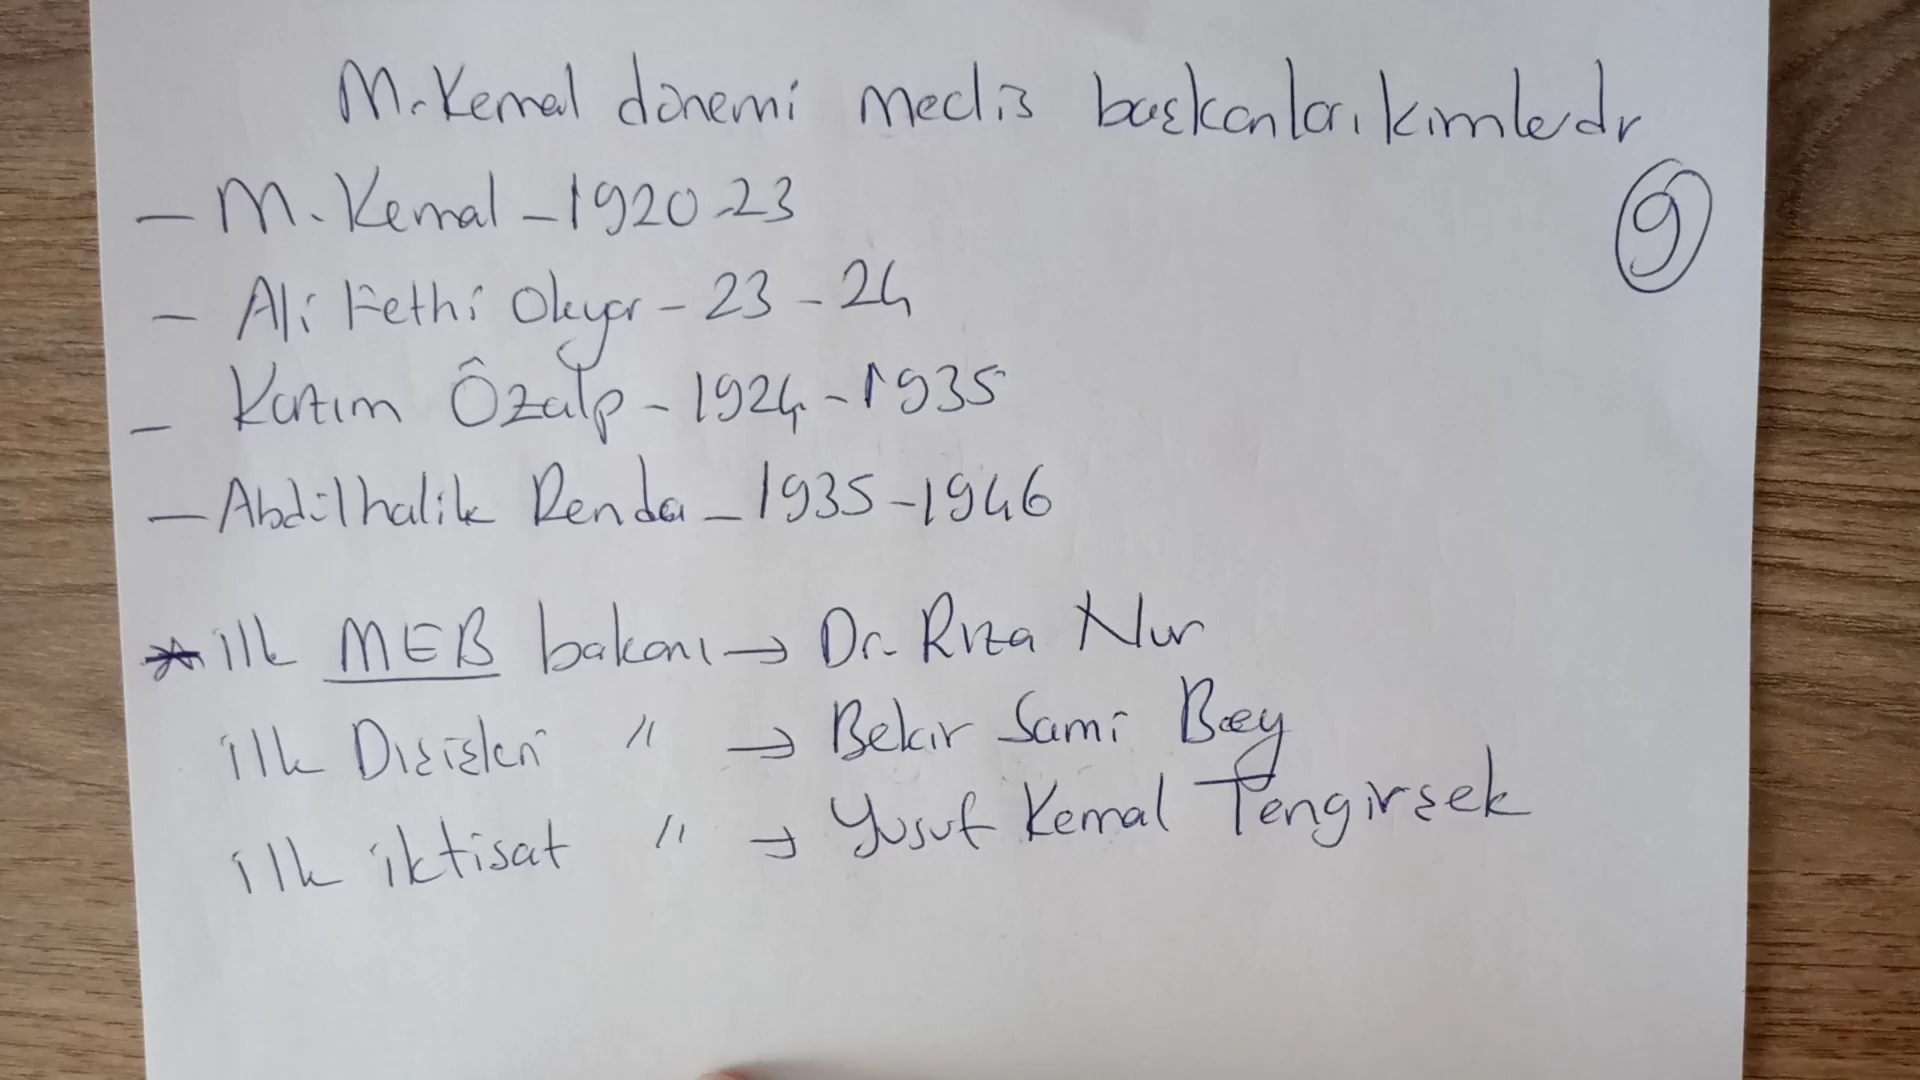 M. Kemal dönemi meclis başkanları kimlerdir
9
- M. Kemal - 1920-23
- Ali Fethi Okyar - 23 - 24
- Kazım Özalp - 1924 - 1935
- Abdülhalik Renda - 1935 - 1946
* ilk MEB bakanı → Dr. Rıza Nur
ilk Dışişleri " → Bekir Sami Bey
ilk iktisat " → Yusuf Kemal Tengirşek